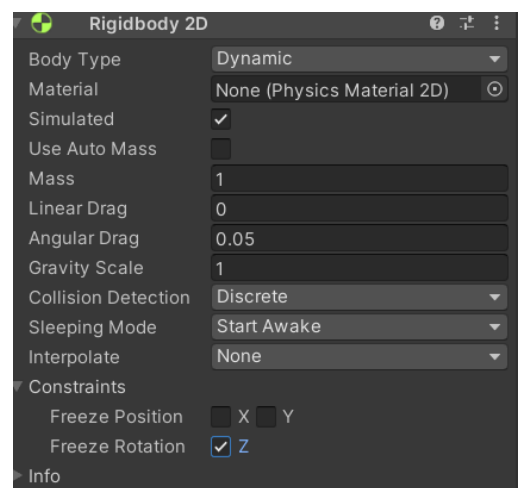 Rigidbody 2D
Body Type Dynamic
Material None (Physics Material 2D)
Simulated
Use Auto Mass
Mass 1
Linear Drag 0
Angular Drag 0.05
Gravity Scale 1
Collision Detection Discrete
Sleeping Mode Start Awake
Interpolate None
Constraints
Freeze Position X Y
Freeze Rotation Z
Info